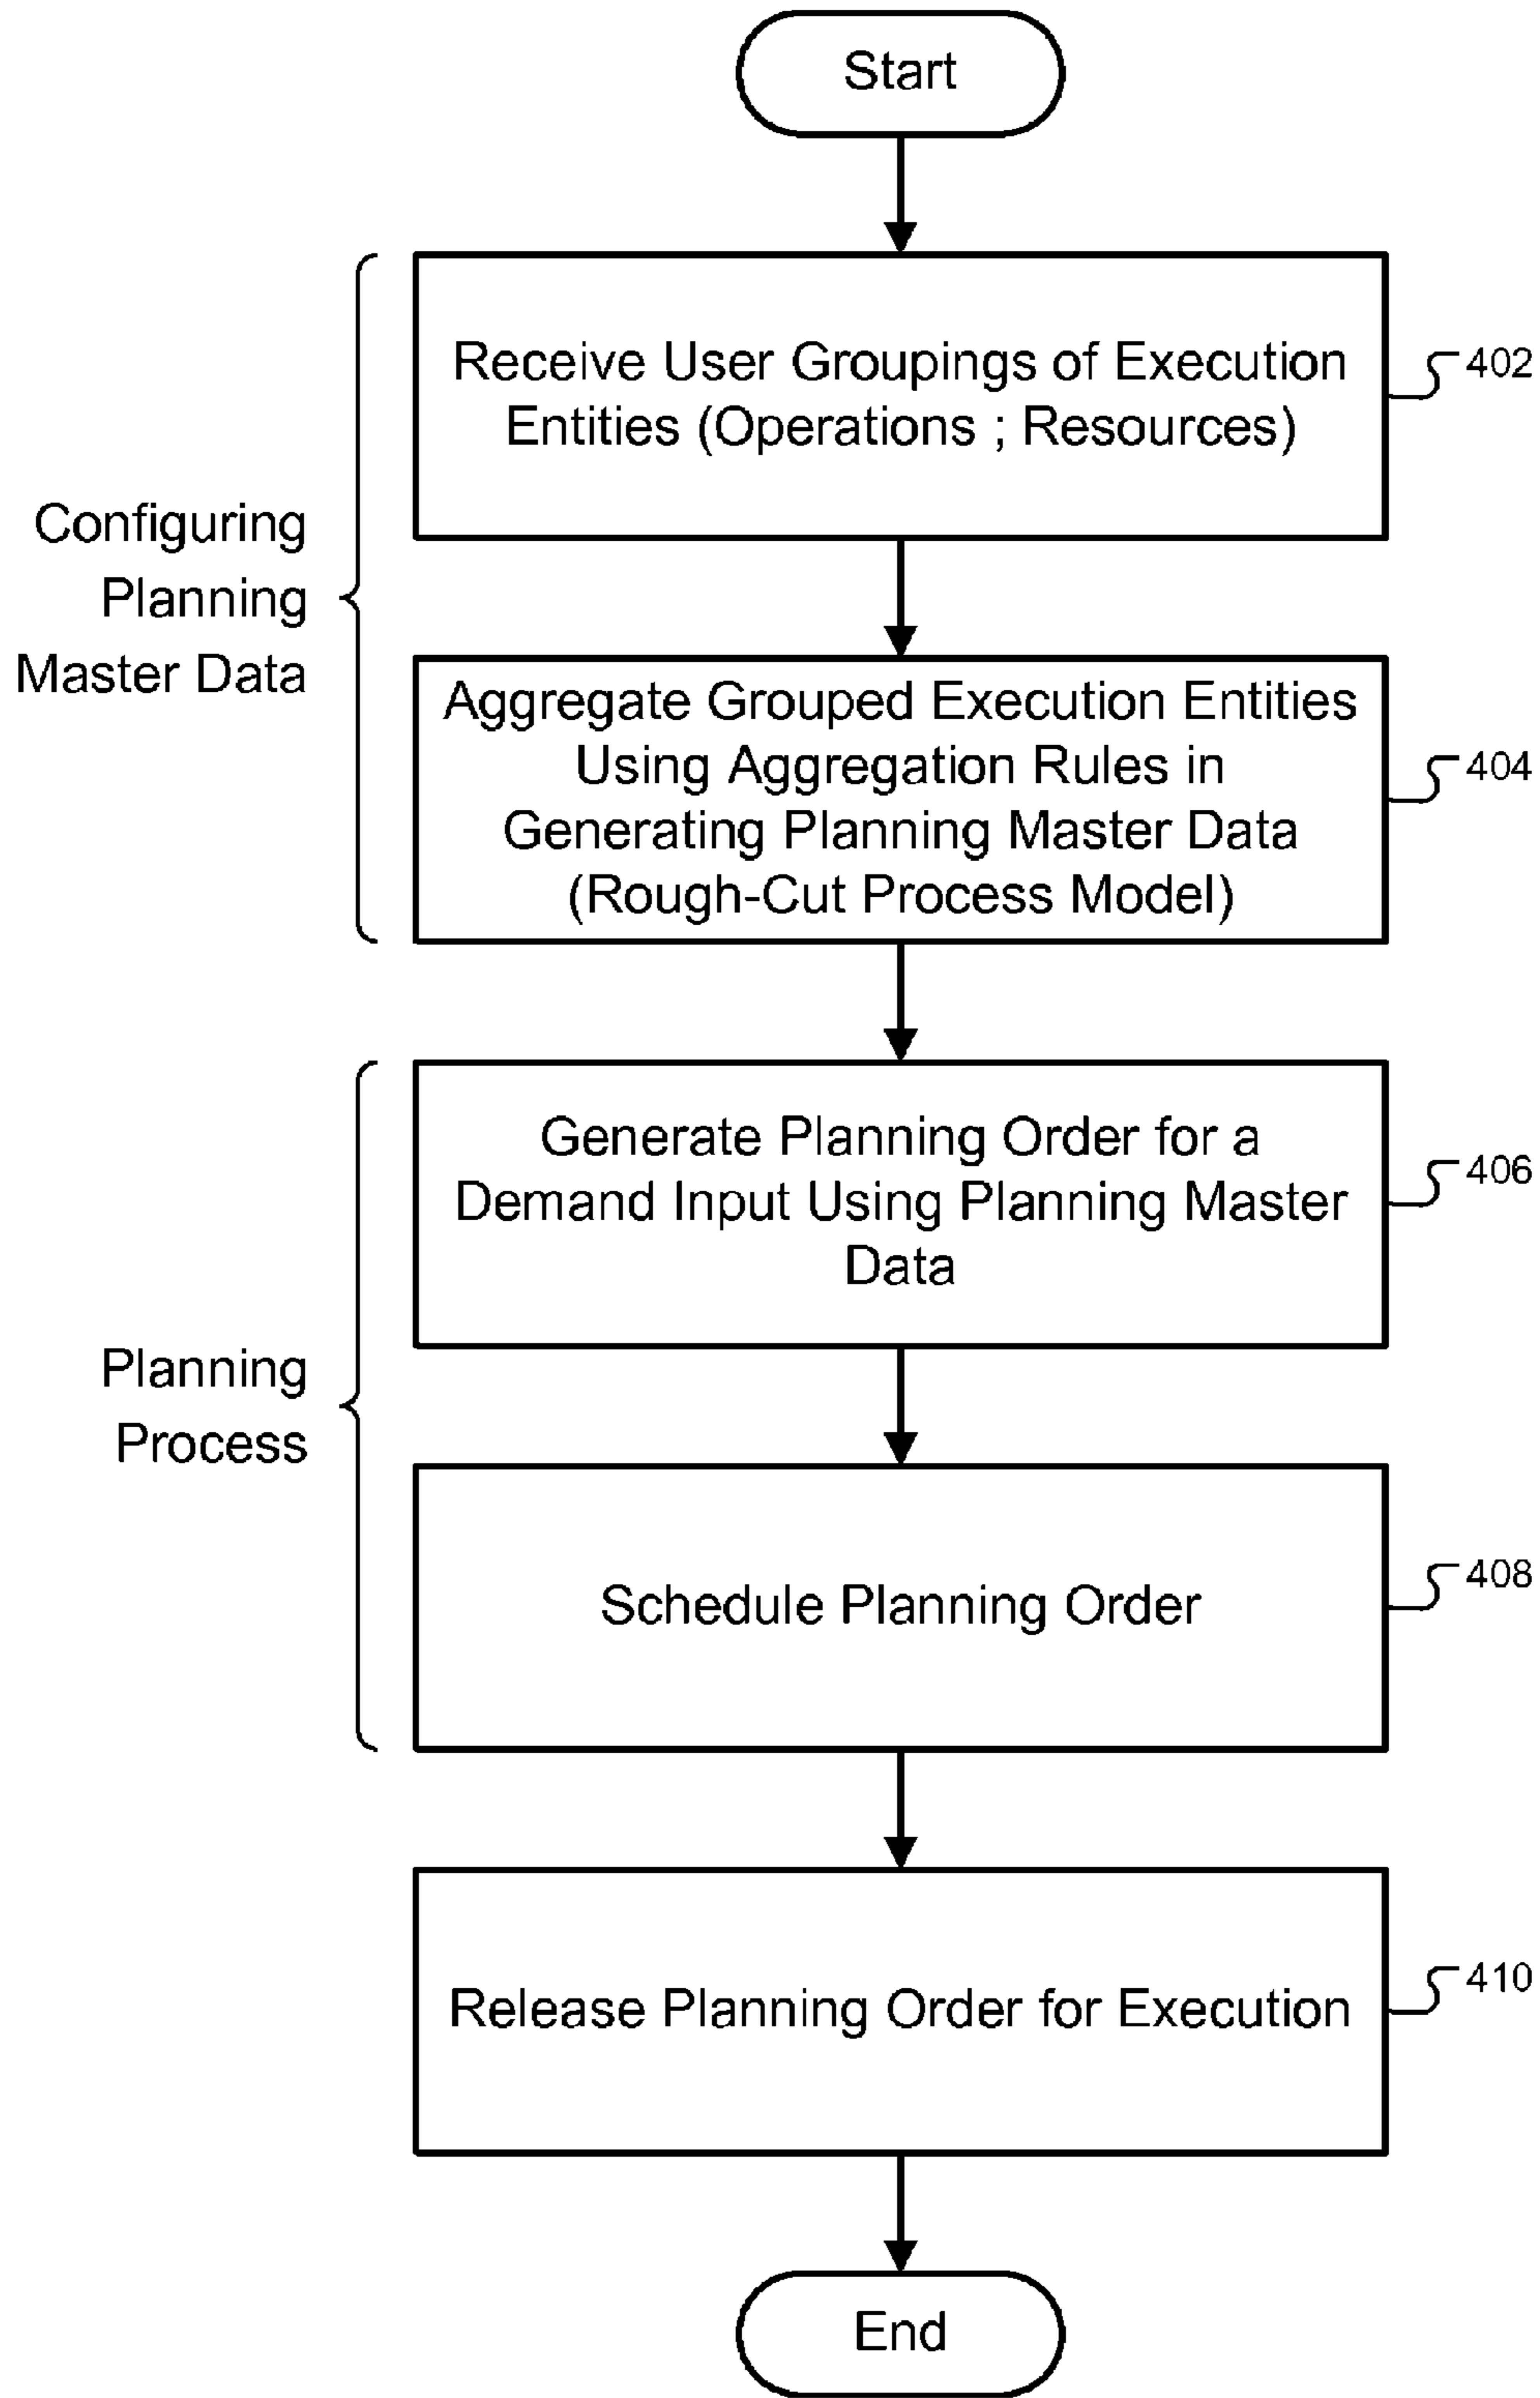 Start
Configuring
Planning
Master Data
Receive User Groupings of Execution
Entities (Operations ; Resources)
402
Aggregate Grouped Execution Entities
Using Aggregation Rules in
Generating Planning Master Data
(Rough-Cut Process Model)
404
Planning
Process
Generate Planning Order for a
Demand Input Using Planning Master
Data
406
Schedule Planning Order
408
Release Planning Order for Execution
410
End